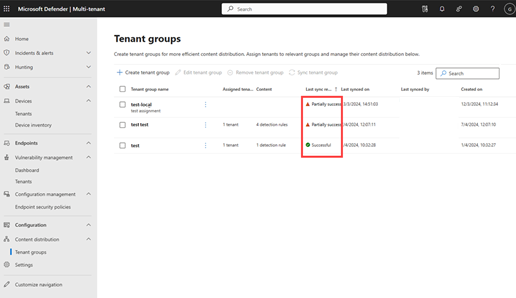 Microsoft Defender | Multi-tenant
Search
G
Home
Incidents & alerts
Hunting
Assets
Devices
Tenants
Device inventory
Endpoints
Vulnerability management
Dashboard
Tenants
Configuration management
Endpoint security policies
Configuration
Content distribution
Tenant groups
Settings
Customize navigation
Tenant groups
Create tenant group for more efficient content distribution. Assign tenants to relevant groups and manage their content distribution below.
Create tenant group Edit tenant group Remove tenant group Sync tenant group
3 items Search
Tenant group name Assigned tena... Content Last sync re... Last synced on Last synced by Created on
test-local Partially success 3/3/2024, 14:51:03 12/3/2024, 11:12:34
test assignment
test test 1 tenant 4 detection rules Partially success /4/2024, 12:07:11 7/4/2024, 12:07:10
test 1 tenant 1 detection rule Successful /4/2024, 10:32:28 1/4/2024, 10:32:27